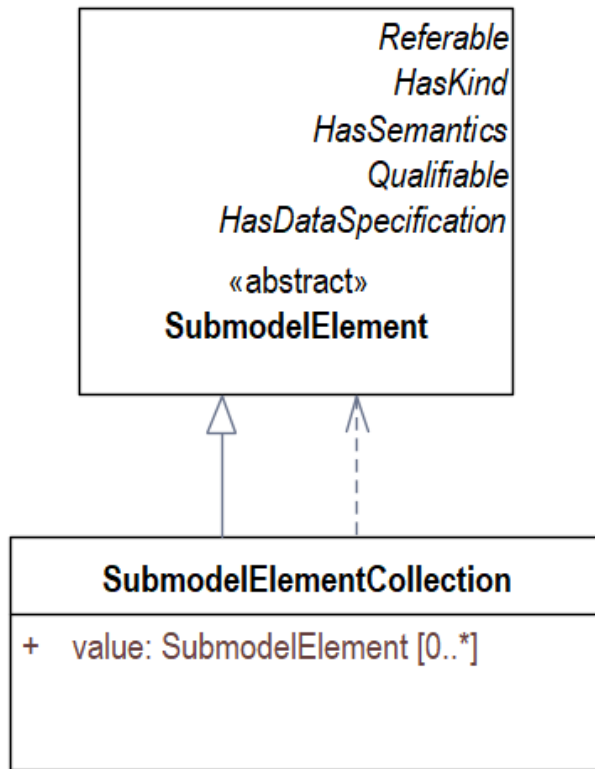 Referable
HasKind
HasSemantics
Qualifiable
HasDataSpecification
«abstract»
SubmodelElement
SubmodelElementCollection
+ value: SubmodelElement [0..*]